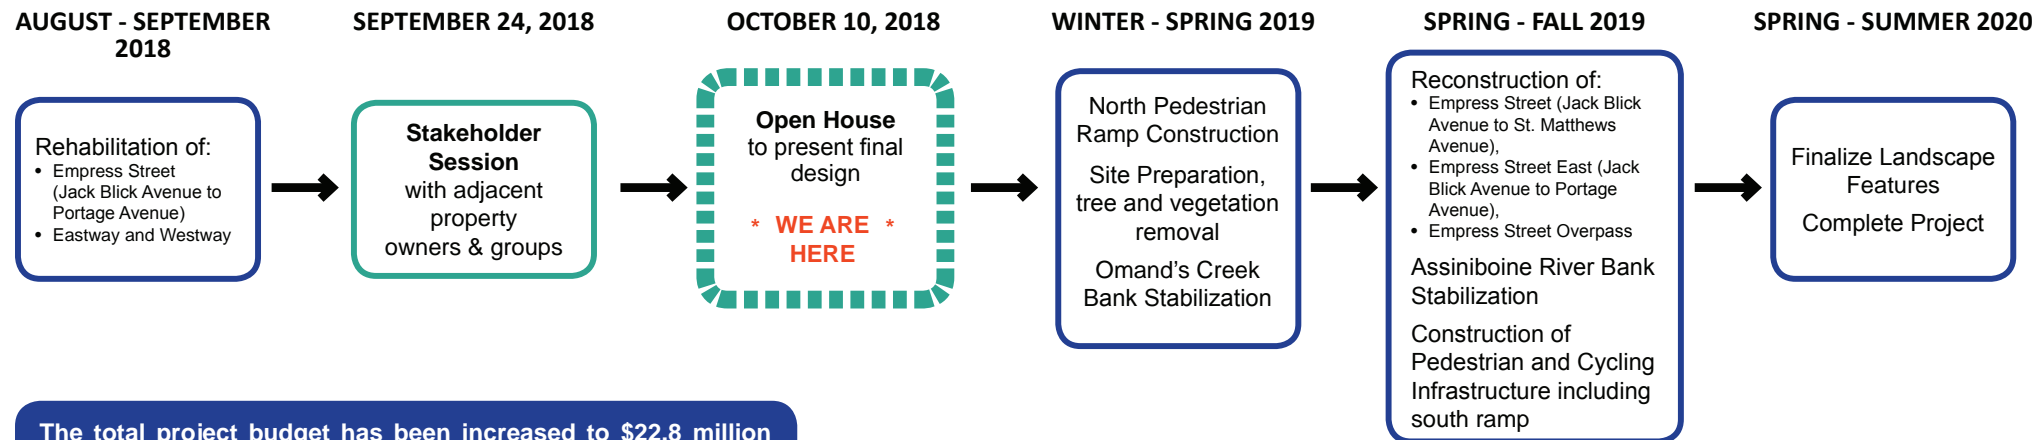 AUGUST - SEPTEMBER
2018
Rehabilitation of:
• Empress Street
(Jack Blick Avenue to
Portage Avenue)
• Eastway and Westway
SEPTEMBER 24, 2018
Stakeholder
Session
with adjacent
property
owners & groups
OCTOBER 10, 2018
Open House
to present final
design
* WE ARE *
HERE
WINTER - SPRING 2019
North Pedestrian
Ramp Construction
Site Preparation,
tree and vegetation
removal
Omand’s Creek
Bank Stabilization
SPRING - FALL 2019
Reconstruction of:
• Empress Street (Jack Blick
Avenue to St. Matthews
Avenue),
• Empress Street East (Jack
Blick Avenue to Portage
Avenue),
• Empress Street Overpass
Assiniboine River Bank
Stabilization
Construction of
Pedestrian and Cycling
Infrastructure including
south ramp
SPRING - SUMMER 2020
Finalize Landscape
Features
Complete Project
The total project budget has been increased to $22.8 million